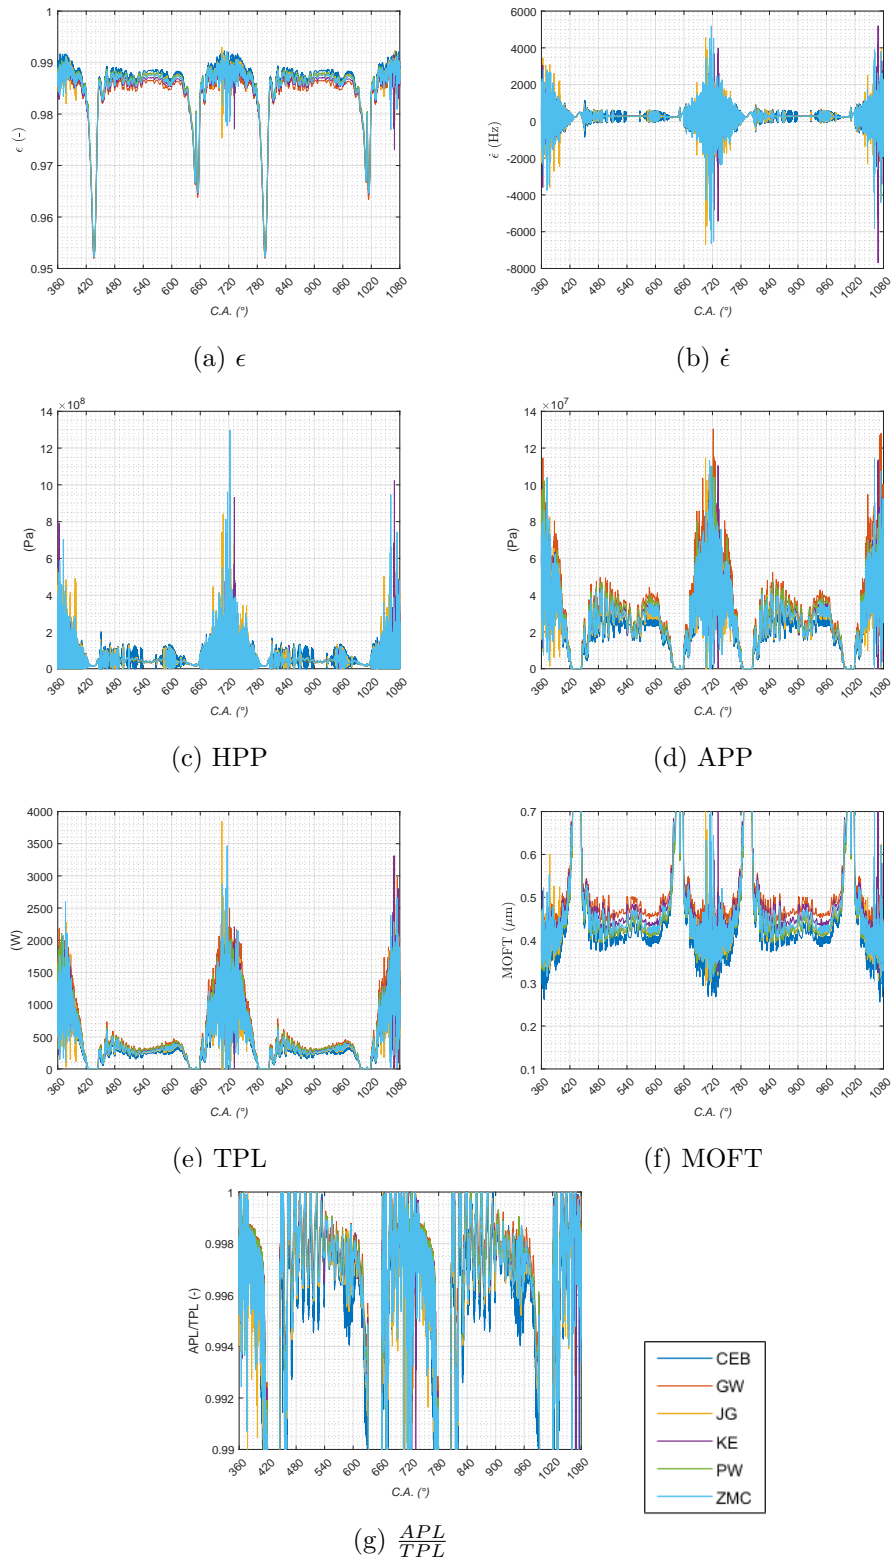 0.99
0.98
0.97
0.96
0.95
1
ϵ (-)
360 420 480 540 600 660 720 780 840 900 960 1020 1080
C.A. (°)
(a) ϵ
6000
4000
2000
0
-2000
-4000
-6000
-8000
ϵ̇ (Hz)
360 420 480 540 600 660 720 780 840 900 960 1020 1080
C.A. (°)
(b) ϵ̇
×10⁸
14
12
10
8
6
4
2
0
(Pa)
360 420 480 540 600 660 720 780 840 900 960 1020 1080
C.A. (°)
(c) HPP
×10⁷
14
12
10
8
6
4
2
0
(Pa)
360 420 480 540 600 660 720 780 840 900 960 1020 1080
C.A. (°)
(d) APP
4000
3500
3000
2500
2000
1500
1000
500
0
(W)
360 420 480 540 600 660 720 780 840 900 960 1020 1080
C.A. (°)
(e) TPL
0.7
0.6
0.5
0.4
0.3
0.2
0.1
MOFT (μm)
360 420 480 540 600 660 720 780 840 900 960 1020 1080
C.A. (°)
(f) MOFT
1
0.998
0.996
0.994
0.992
0.99
APL/TPL (-)
360 420 480 540 600 660 720 780 840 900 960 1020 1080
C.A. (°)
(g) APL/TPL
CEB
GW
JG
KE
PW
ZMC